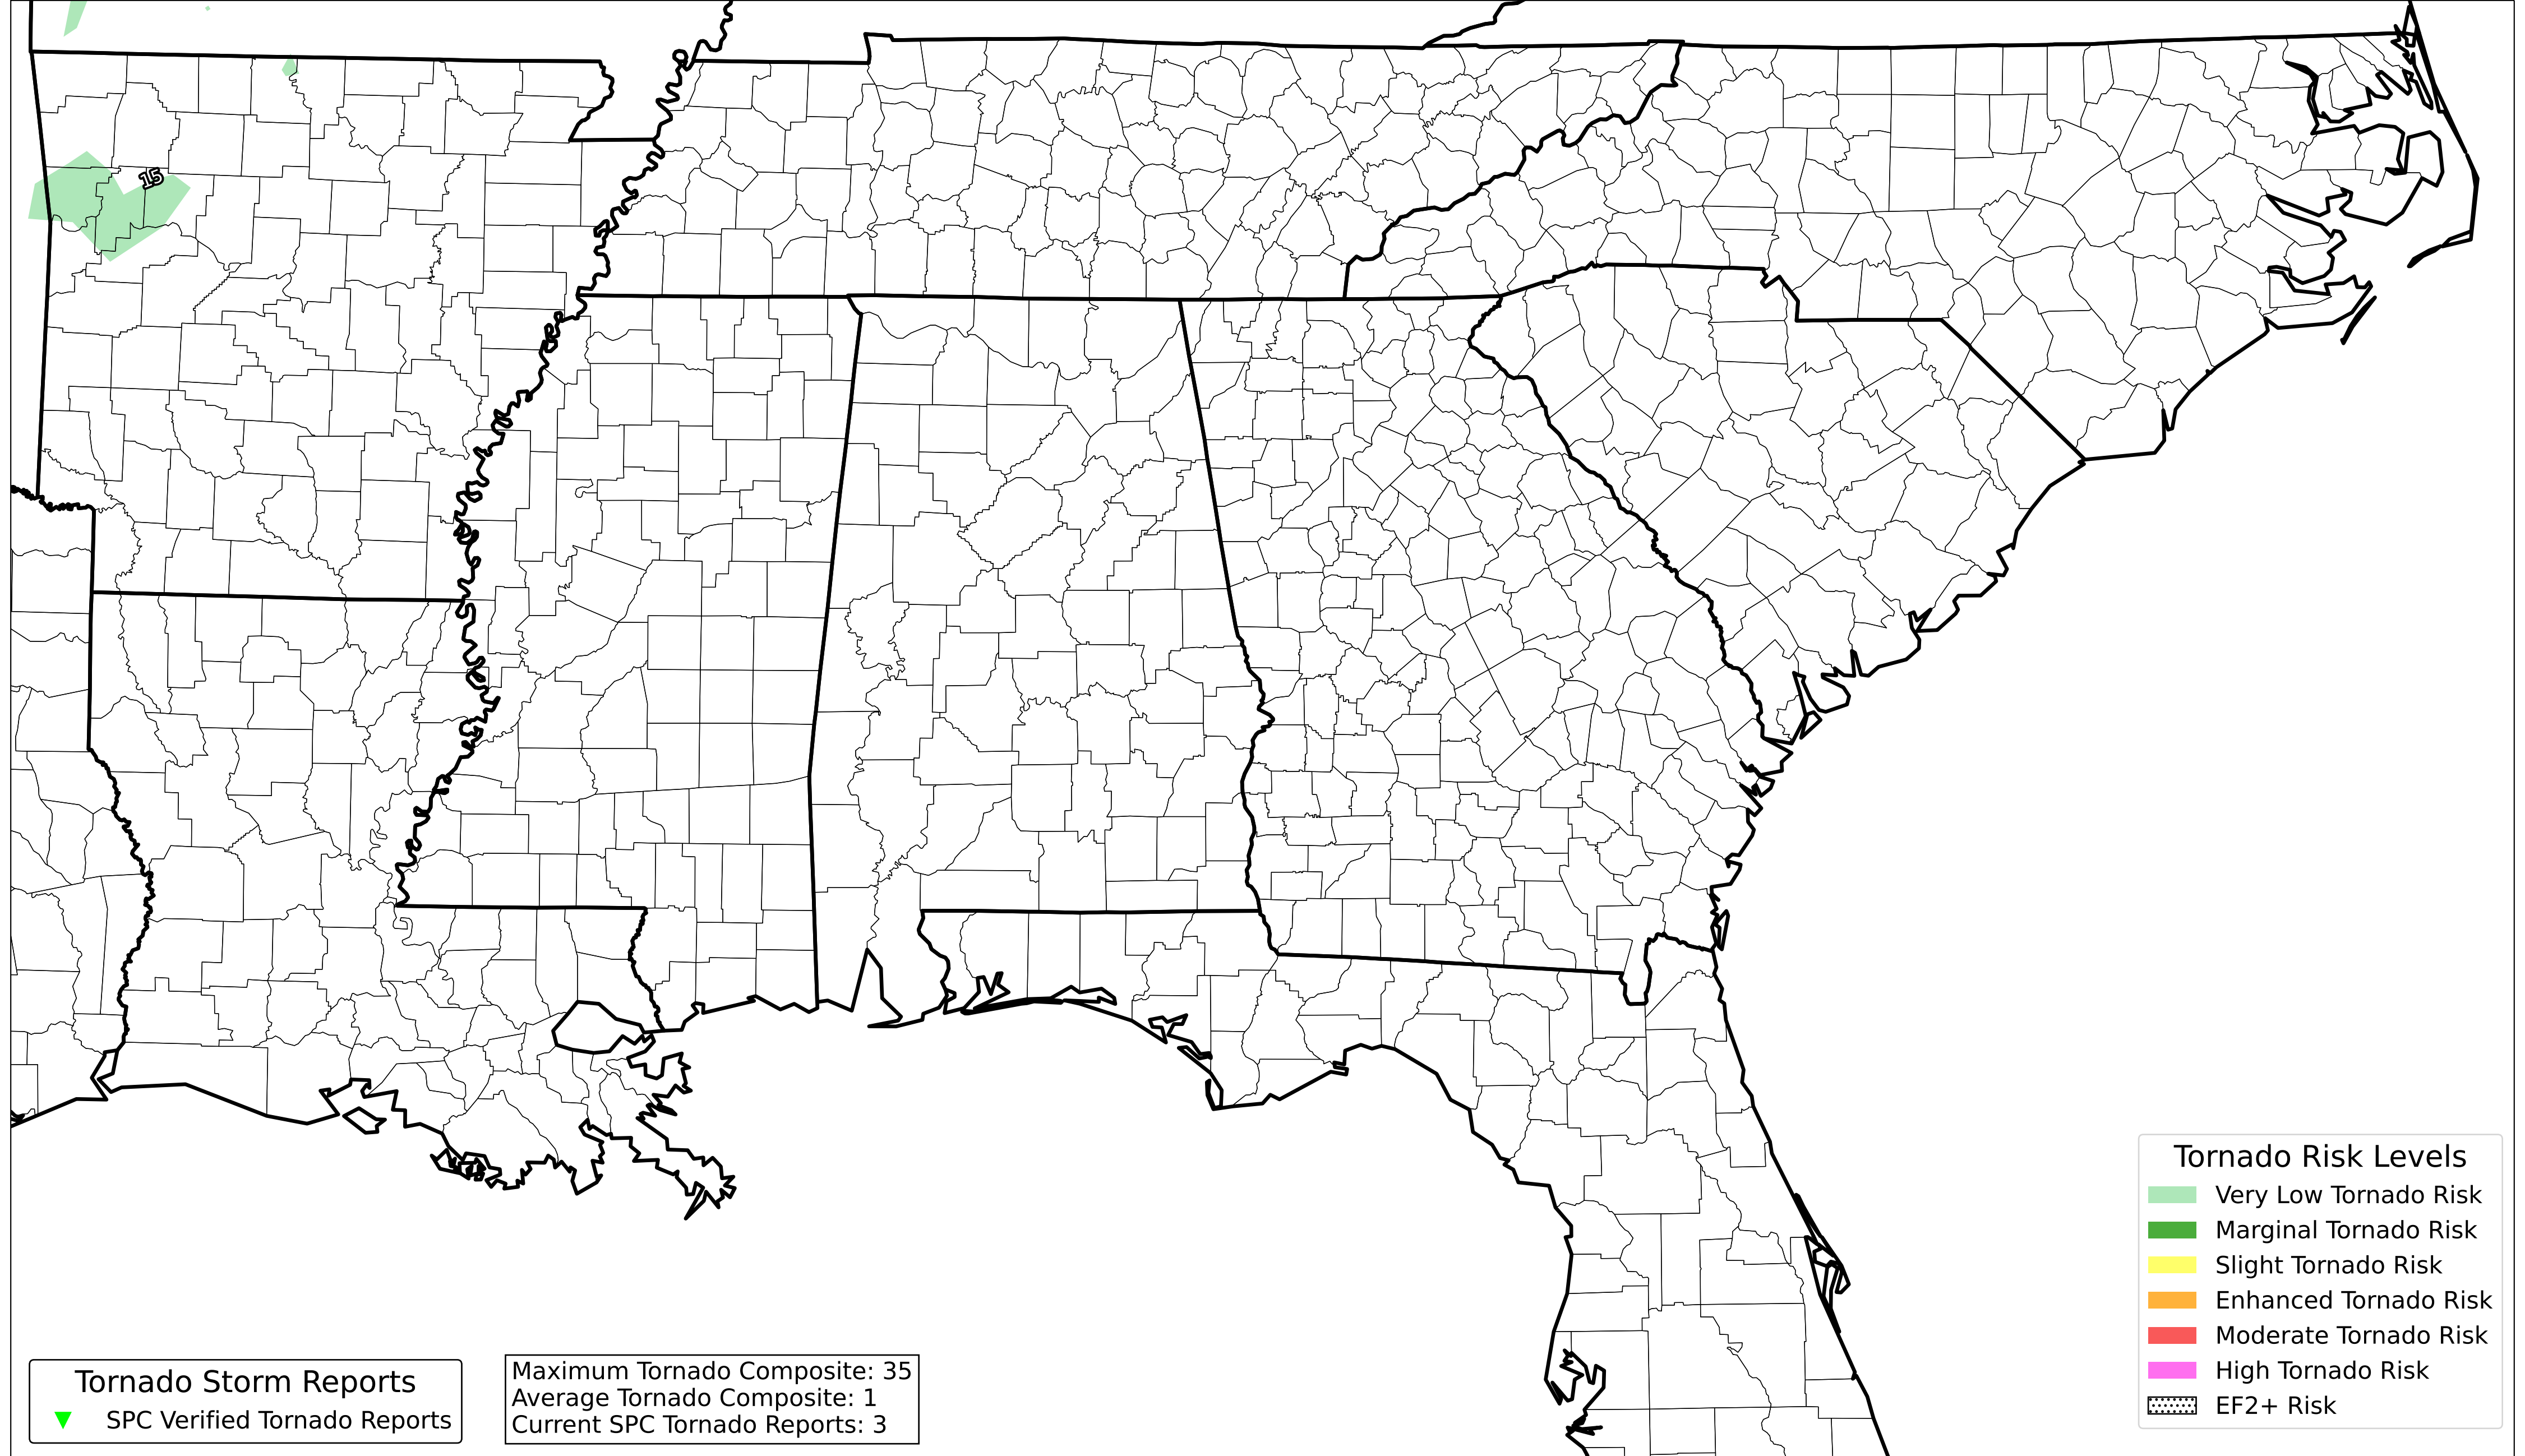 15
Tornado Storm Reports
SPC Verified Tornado Reports
Maximum Tornado Composite: 35
Average Tornado Composite: 1
Current SPC Tornado Reports: 3
Tornado Risk Levels
Very Low Tornado Risk
Marginal Tornado Risk
Slight Tornado Risk
Enhanced Tornado Risk
Moderate Tornado Risk
High Tornado Risk
EF2+ Risk